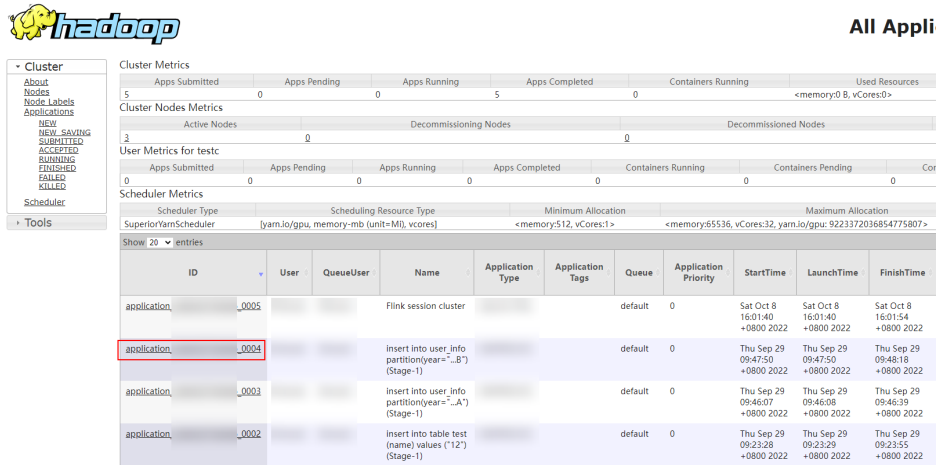 hadoop
All Appli
Cluster
About
Nodes
Node Labels
Applications
NEW
NEW_SAVING
SUBMITTED
ACCEPTED
RUNNING
FINISHED
FAILED
KILLED
Scheduler
Tools
Cluster Metrics
Apps Submitted Apps Pending Apps Running Apps Completed Containers Running Used Resources
5 0 0 5 0 <memory:0 B, vCores:0>
Cluster Nodes Metrics
Active Nodes Decommissioning Nodes Decommissioned Nodes
3 0 0
User Metrics for testc
Apps Submitted Apps Pending Apps Running Apps Completed Containers Running Containers Pending Con
0 0 0 0 0 0 0
Scheduler Metrics
Scheduler Type Scheduling Resource Type Minimum Allocation Maximum Allocation
SuperiorYarnScheduler [yarn.io/gpu, memory-mb (unit=Mi), vcores] <memory:512, vCores:1> <memory:65536, vCores:32, yarn.io/gpu: 9223372036854775807>
Show 20 entries
ID User QueueUser Name Application Type Application Tags Queue Application Priority StartTime LaunchTime FinishTime
application_ _0005 Flink session cluster default 0 Sat Oct 8 Sat Oct 8 Sat Oct 8
16:01:40 16:01:40 16:01:54
+0800 2022 +0800 2022 +0800 2022
application_ _0004 insert into user_info default 0 Thu Sep 29 Thu Sep 29 Thu Sep 29
partition(year="...B") 09:47:50 09:47:50 09:48:18
(Stage-1) +0800 2022 +0800 2022 +0800 2022
application_ _0003 insert into user_info default 0 Thu Sep 29 Thu Sep 29 Thu Sep 29
partition(year="...A") 09:46:07 09:46:08 09:46:39
(Stage-1) +0800 2022 +0800 2022 +0800 2022
application_ _0002 insert into table test default 0 Thu Sep 29 Thu Sep 29 Thu Sep 29
(name) values ("12") 09:23:28 09:23:29 09:23:55
(Stage-1) +0800 2022 +0800 2022 +0800 2022